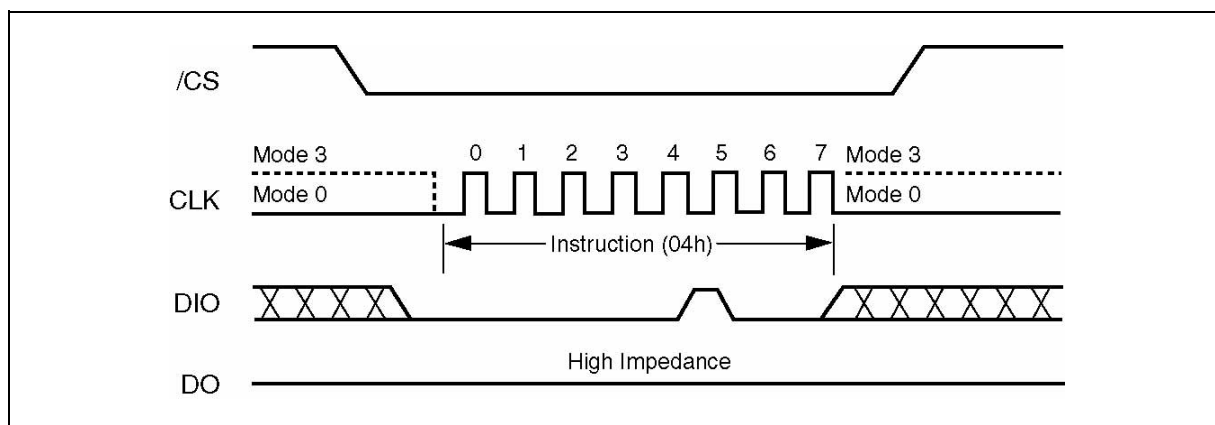 /CS
Mode 3 0 1 2 3 4 5 6 7 Mode 3
CLK Mode 0 Mode 0
Instruction (04h)
DIO
High Impedance
DO